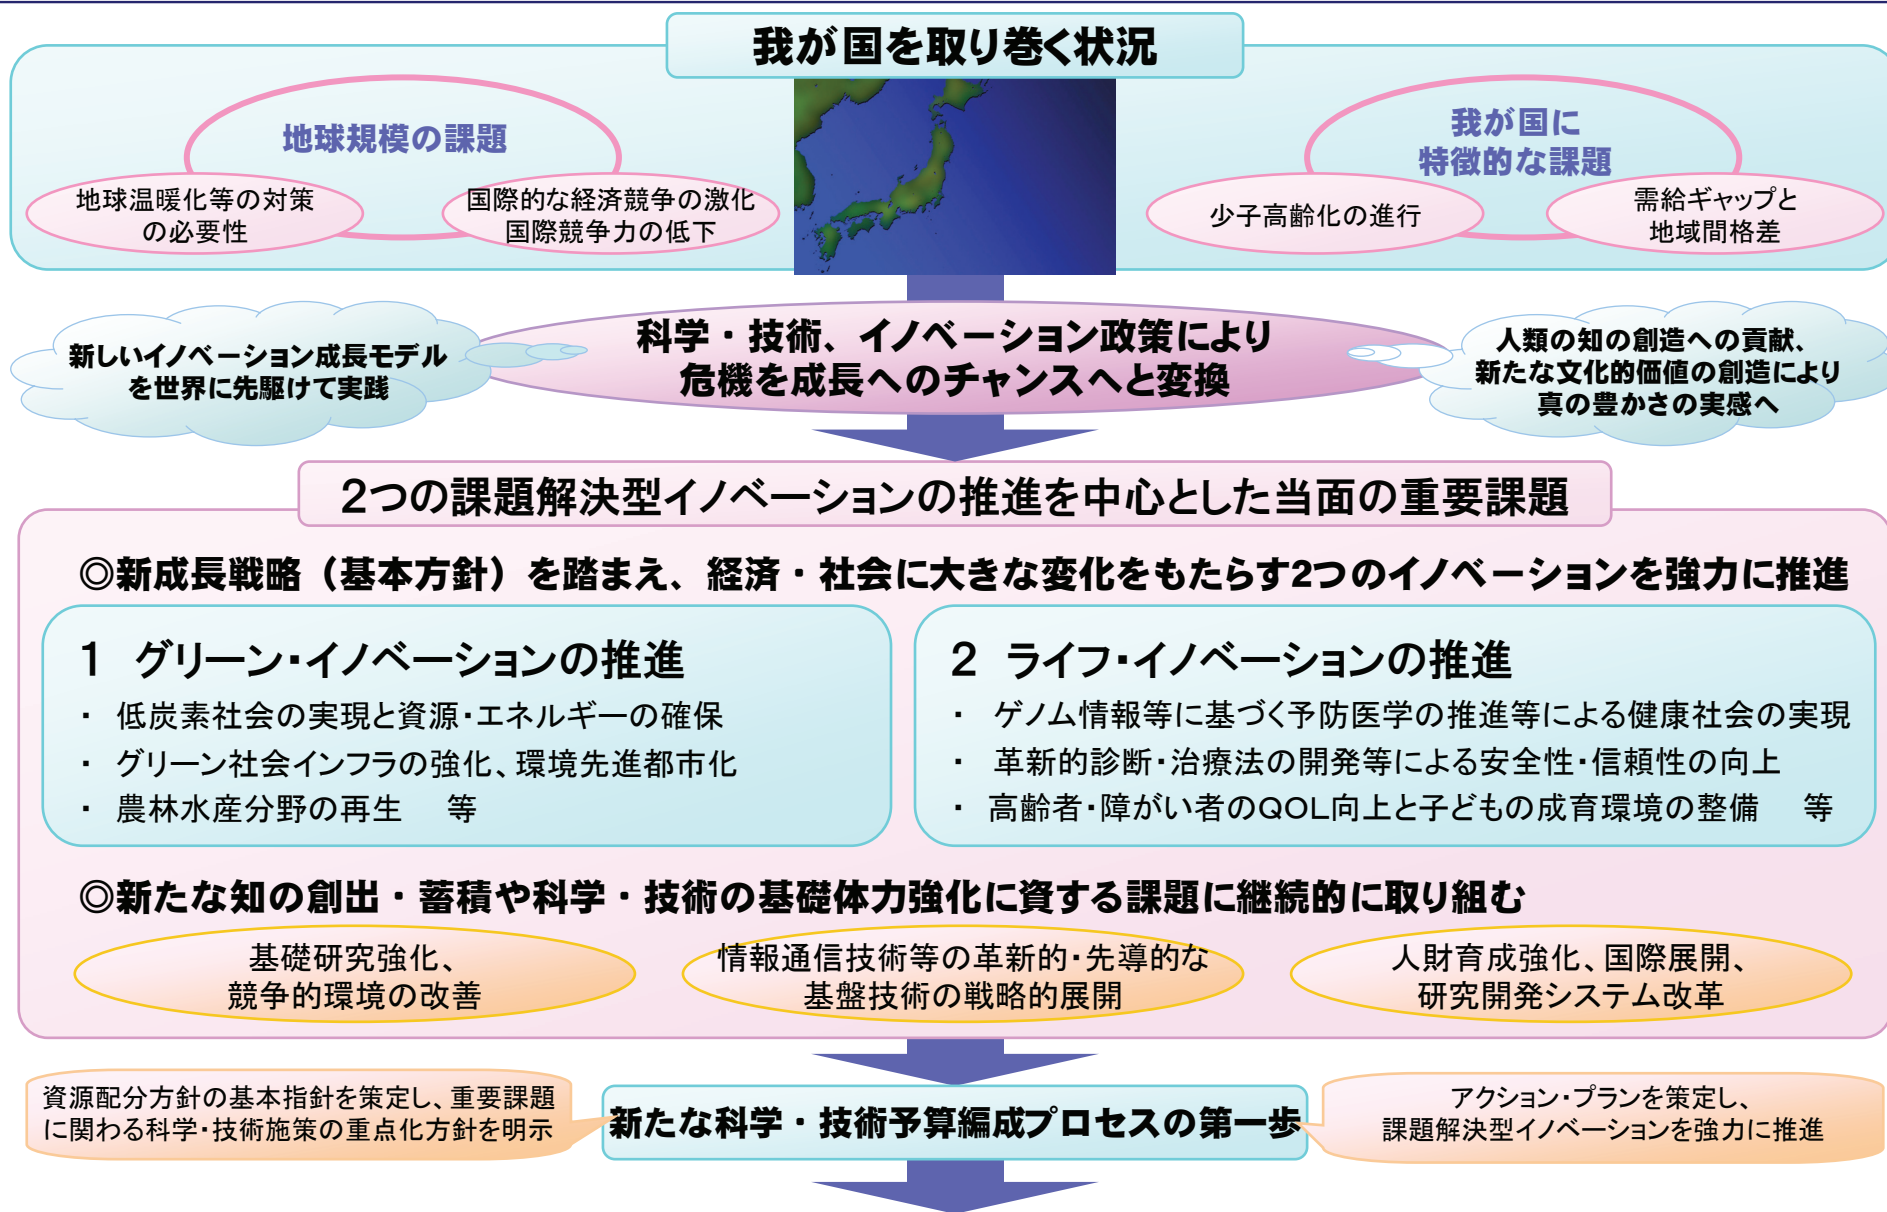 我が国を取り巻く状況
地球規模の課題
地球温暖化等の対策
の必要性
国際的な経済競争の激化
国際競争力の低下
我が国に
特徴的な課題
少子高齢化の進行
需給ギャップと
地域間格差
新しいイノベーション成長モデル
を世界に先駆けて実践
科学・技術、イノベーション政策により
危機を成長へのチャンスへと変換
人類の知の創造への貢献、
新たな文化的価値の創造により
真の豊かさの実感へ
2つの課題解決型イノベーションの推進を中心とした当面の重要課題
◎新成長戦略（基本方針）を踏まえ、経済・社会に大きな変化をもたらす2つのイノベーションを強力に推進
1 グリーン・イノベーションの推進
・ 低炭素社会の実現と資源・エネルギーの確保
・ グリーン社会インフラの強化、環境先進都市化
・ 農林水産分野の再生 等
2 ライフ・イノベーションの推進
・ ゲノム情報等に基づく予防医学の推進等による健康社会の実現
・ 革新的診断・治療法の開発等による安全性・信頼性の向上
・ 高齢者・障がい者のQOL向上と子どもの成育環境の整備 等
◎新たな知の創出・蓄積や科学・技術の基礎体力強化に資する課題に継続的に取り組む
基礎研究強化、
競争的環境の改善
情報通信技術等の革新的・先導的な
基盤技術の戦略的展開
人財育成強化、国際展開、
研究開発システム改革
資源配分方針の基本指針を策定し、重要課題
に関わる科学・技術施策の重点化方針を明示
新たな科学・技術予算編成プロセスの第一歩
アクション・プランを策定し、
課題解決型イノベーションを強力に推進